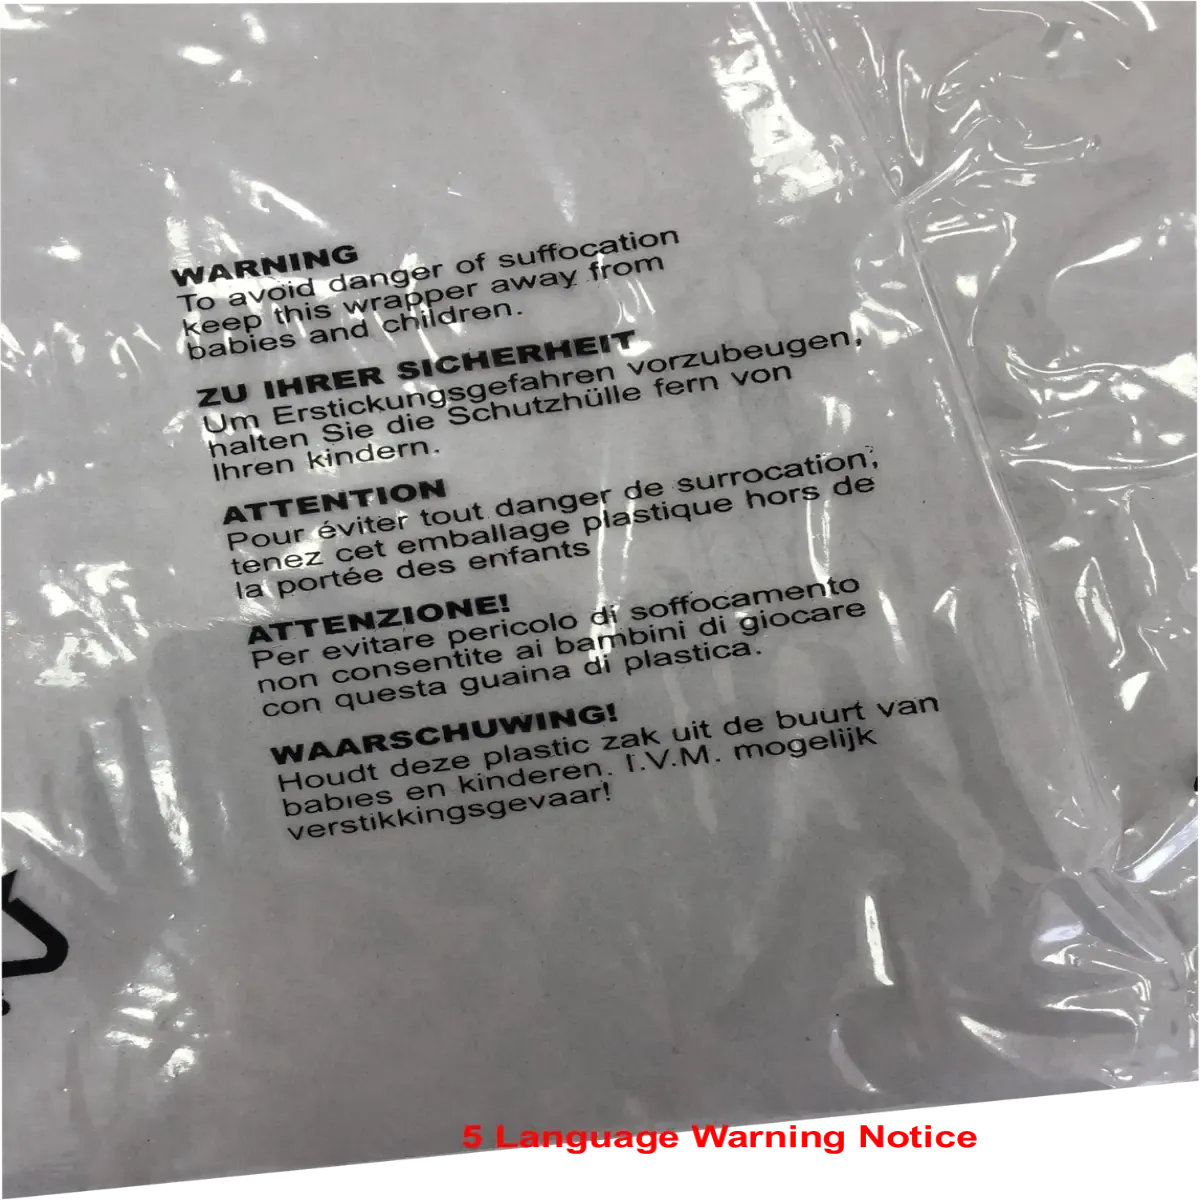 WARNING
To avoid danger of suffocation
keep this wrapper away from
babies and children.
ZU IHRER SICHERHEIT
Um Erstickungsgefahren vorzubeugen,
halten Sie die Schutzhülle fern von
Ihren kindern.
ATTENTION
Pour éviter tout danger de surrocation,
tenez cet emballage plastique hors de
la portée des enfants
ATTENZIONE!
Per evitare pericolo di soffocamento
non consentite ai bambini di giocare
con questa guaina di plastica.
WAARSCHUWING!
Houdt deze plastic zak uit de buurt van
babies en kinderen. I.V.M. mogelijk
verstikkingsgevaar!
5 Language Warning Notice